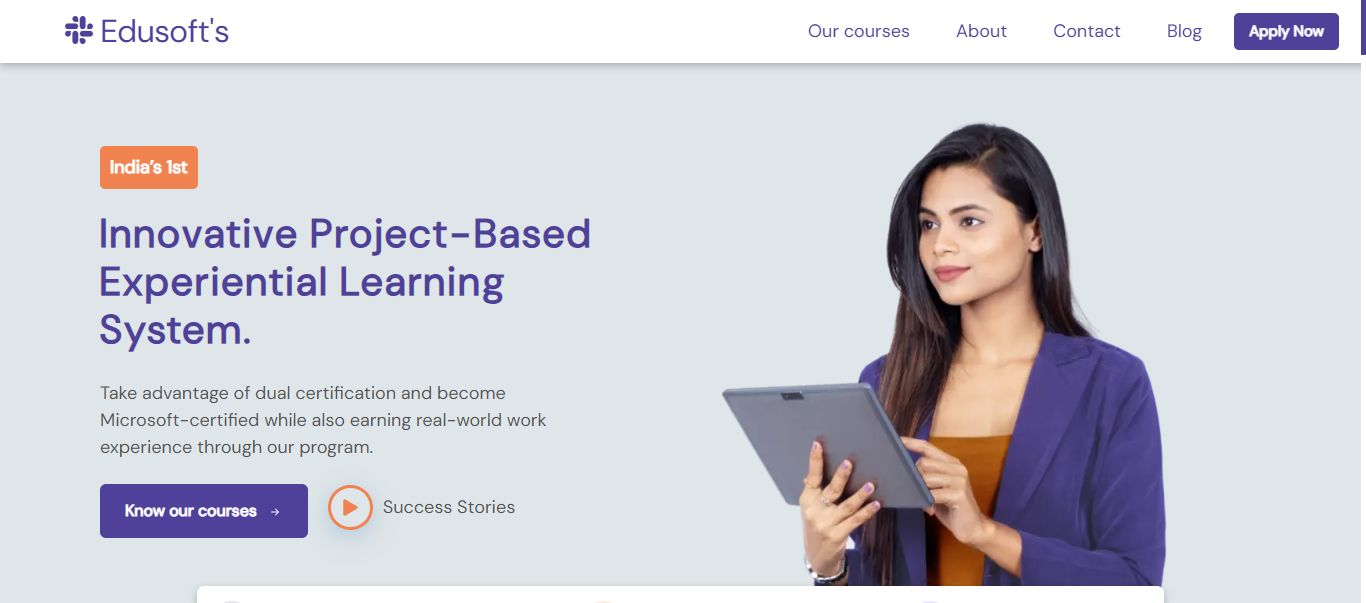 Edusoft's
Our courses
About
Contact
Blog
Apply Now
India's 1st
Innovative Project-Based
Experiential Learning
System.
Take advantage of dual certification and become
Microsoft-certified while also earning real-world work
experience through our program.
Know our courses →
Success Stories